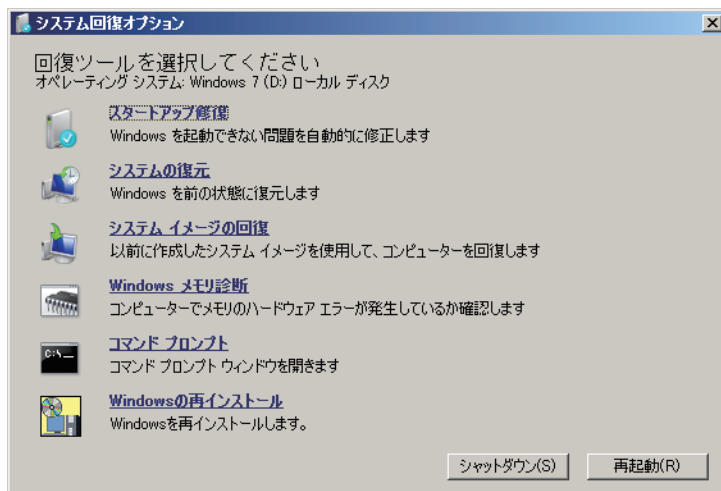 システム回復オプション
回復ツールを選択してください
オペレーティング システム: Windows 7 (D:) ローカル ディスク
スタートアップ修復
Windows を起動できない問題を自動的に修正します
システムの復元
Windows を前の状態に復元します
システム イメージの回復
以前に作成したシステム イメージを使用して、コンピューターを回復します
Windows メモリ診断
コンピューターでメモリのハードウェア エラーが発生しているか確認します
C:\_
コマンド プロンプト
コマンド プロンプト ウィンドウを開きます
Windowsの再インストール
Windowsを再インストールします。
シャットダウン(S)
再起動(R)